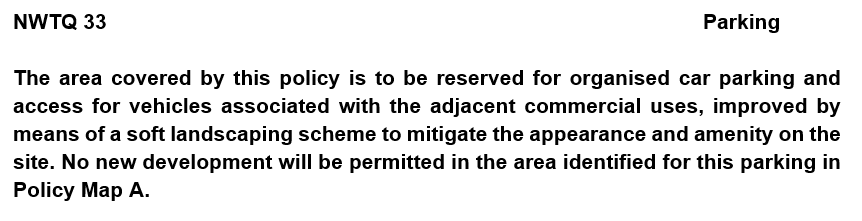 NWTQ 33 Parking
The area covered by this policy is to be reserved for organised car parking and
access for vehicles associated with the adjacent commercial uses, improved by
means of a soft landscaping scheme to mitigate the appearance and amenity on the
site. No new development will be permitted in the area identified for this parking in
Policy Map A.